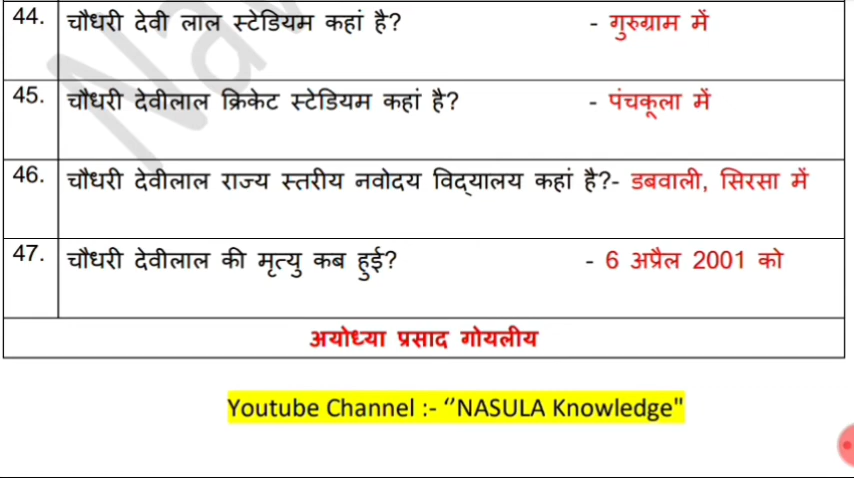 44. चौधरी देवी लाल स्टेडियम कहां है? - गुरुग्राम में
45. चौधरी देवीलाल क्रिकेट स्टेडियम कहां है? - पंचकूला में
46. चौधरी देवीलाल राज्य स्तरीय नवोदय विद्यालय कहां है?- डबवाली, सिरसा में
47. चौधरी देवीलाल की मृत्यु कब हुई? - 6 अप्रैल 2001 को
अयोध्या प्रसाद गोयलीय
Youtube Channel :- “NASULA Knowledge"